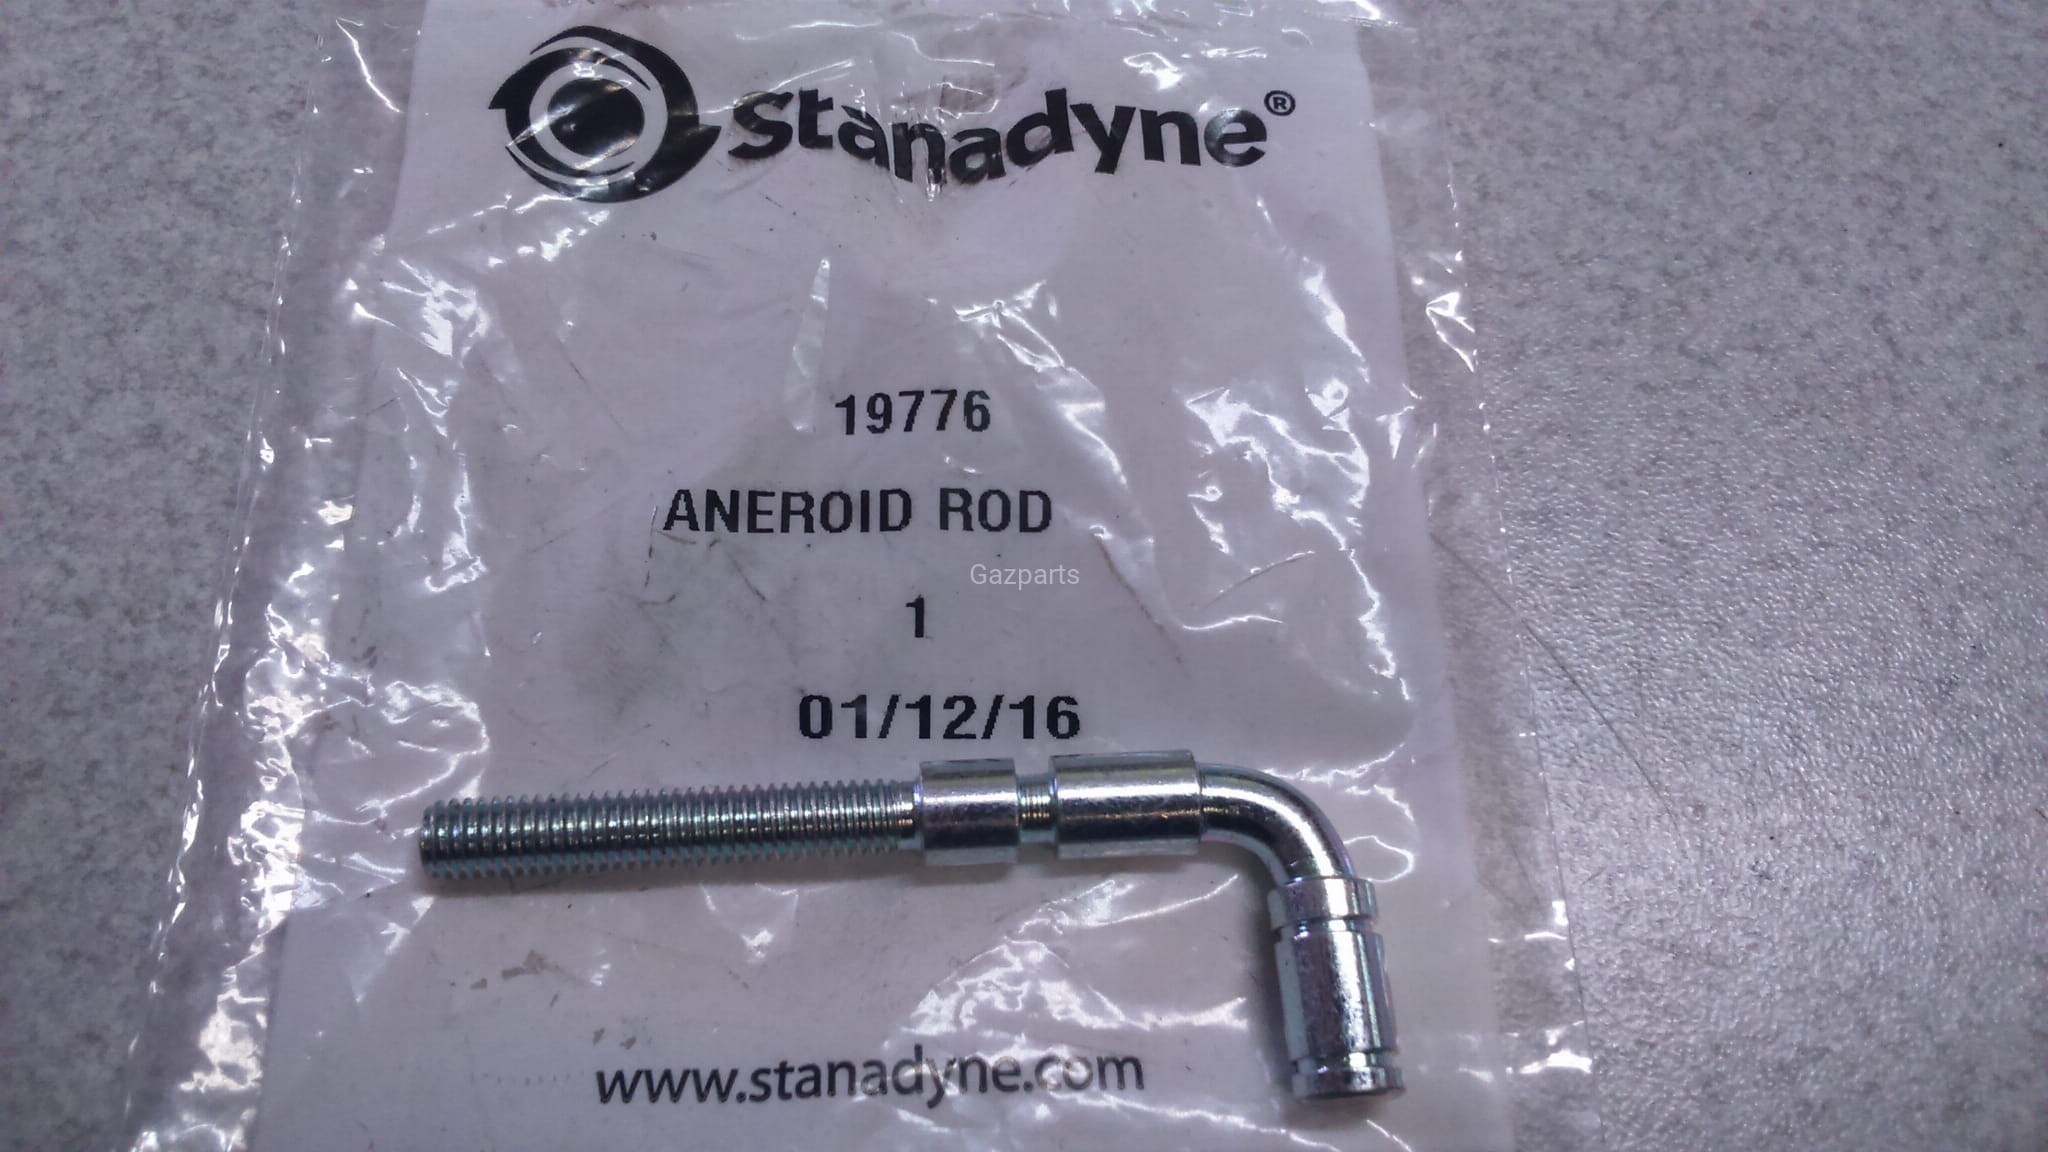 Stanadyne®
19776
ANEROID ROD
Gazparts
1
01/12/16
www.stanadyne.com